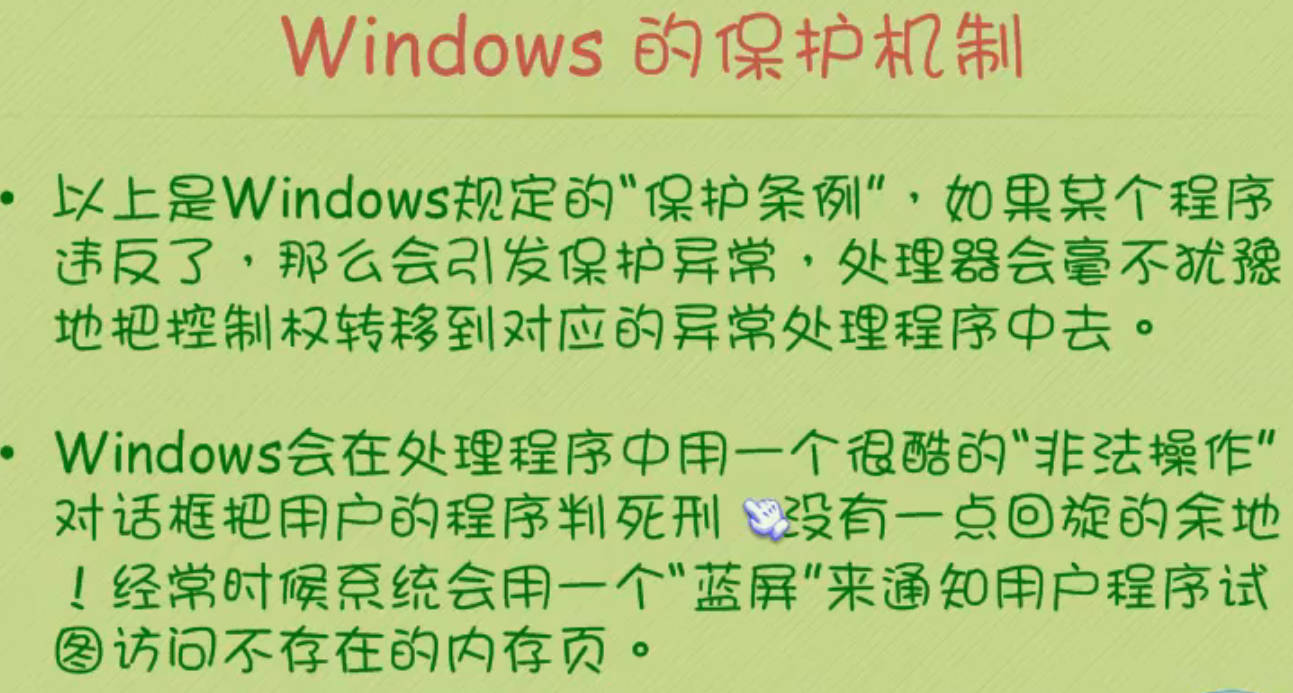 Windows 的保护机制
• 以上是Windows规定的“保护条例”，如果某个程序
违反了，那么会引发保护异常，处理器会毫不犹豫
地把控制权转移到对应的异常处理程序中去。
• Windows会在处理程序中用一个很酷的“非法操作”
对话框把用户的程序判死刑 没有一点回旋的余地
！经常时候系统会用一个“蓝屏”来通知用户程序试
图访问不存在的内存页。